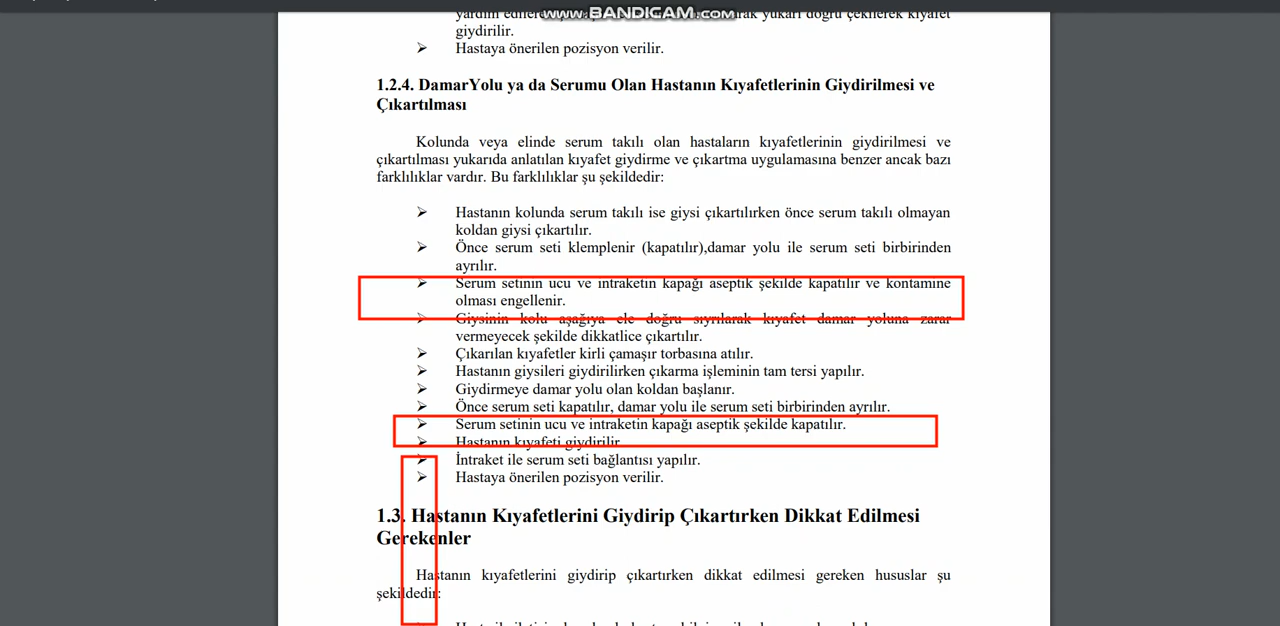 www.BANDICAM.com
yukarı doğru çekilerek kıyafet
giydirilir.
➢ Hastaya önerilen pozisyon verilir.
1.2.4. DamarYolu ya da Serumu Olan Hastanın Kıyafetlerinin Giydirilmesi ve
Çıkartılması
Kolunda veya elinde serum takılı olan hastaların kıyafetlerinin giydirilmesi ve
çıkartılması yukarıda anlatılan kıyafet giydirme ve çıkartma uygulamasına benzer ancak bazı
farklılıklar vardır. Bu farklılıklar şu şekildedir:
➢ Hastanın kolunda serum takılı ise giysi çıkartılırken önce serum takılı olmayan
koldan giysi çıkartılır.
➢ Önce serum seti klemplenir (kapatılır),damar yolu ile serum seti birbirinden
ayrılır.
➢ Serum setinin ucu ve intraketin kapağı aseptik şekilde kapatılır ve kontamine
olması engellenir.
➢ Giysinin kolu aşağıya ele doğru sıyrılarak kıyafet damar yoluna zarar
vermeyecek şekilde dikkatlice çıkartılır.
➢ Çıkarılan kıyafetler kirli çamaşır torbasına atılır.
➢ Hastanın giysileri giydirilirken çıkarma işleminin tam tersi yapılır.
➢ Giydirmeye damar yolu olan koldan başlanır.
➢ Önce serum seti kapatılır, damar yolu ile serum seti birbirinden ayrılır.
➢ Serum setinin ucu ve intraketin kapağı aseptik şekilde kapatılır.
➢ Hastanın kıyafeti giydirilir.
➢ İntraket ile serum seti bağlantısı yapılır.
➢ Hastaya önerilen pozisyon verilir.
1.3. Hastanın Kıyafetlerini Giydirip Çıkartırken Dikkat Edilmesi
Gerekenler
Hastanın kıyafetlerini giydirip çıkartırken dikkat edilmesi gereken hususlar şu
şekildedir: